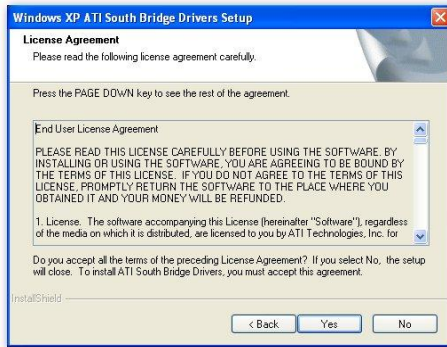 Windows XP ATI South Bridge Drivers Setup
License Agreement
Please read the following license agreement carefully.
Press the PAGE DOWN key to see the rest of the agreement.
End User License Agreement
PLEASE READ THIS LICENSE CAREFULLY BEFORE USING THE SOFTWARE. BY
INSTALLING OR USING THE SOFTWARE, YOU ARE AGREEING TO BE BOUND BY
THE TERMS OF THIS LICENSE. IF YOU DO NOT AGREE TO THE TERMS OF THIS
LICENSE, PROMPTLY RETURN THE SOFTWARE TO THE PLACE WHERE YOU
OBTAINED IT AND YOUR MONEY WILL BE REFUNDED.
1. License. The software accompanying this License (hereinafter "Software"), regardless
of the media on which it is distributed, are licensed to you by ATI Technologies, Inc. for
Do you accept all the terms of the preceding License Agreement? If you select No, the setup
will close. To install ATI South Bridge Drivers, you must accept this agreement.
InstallShield
< Back Yes No